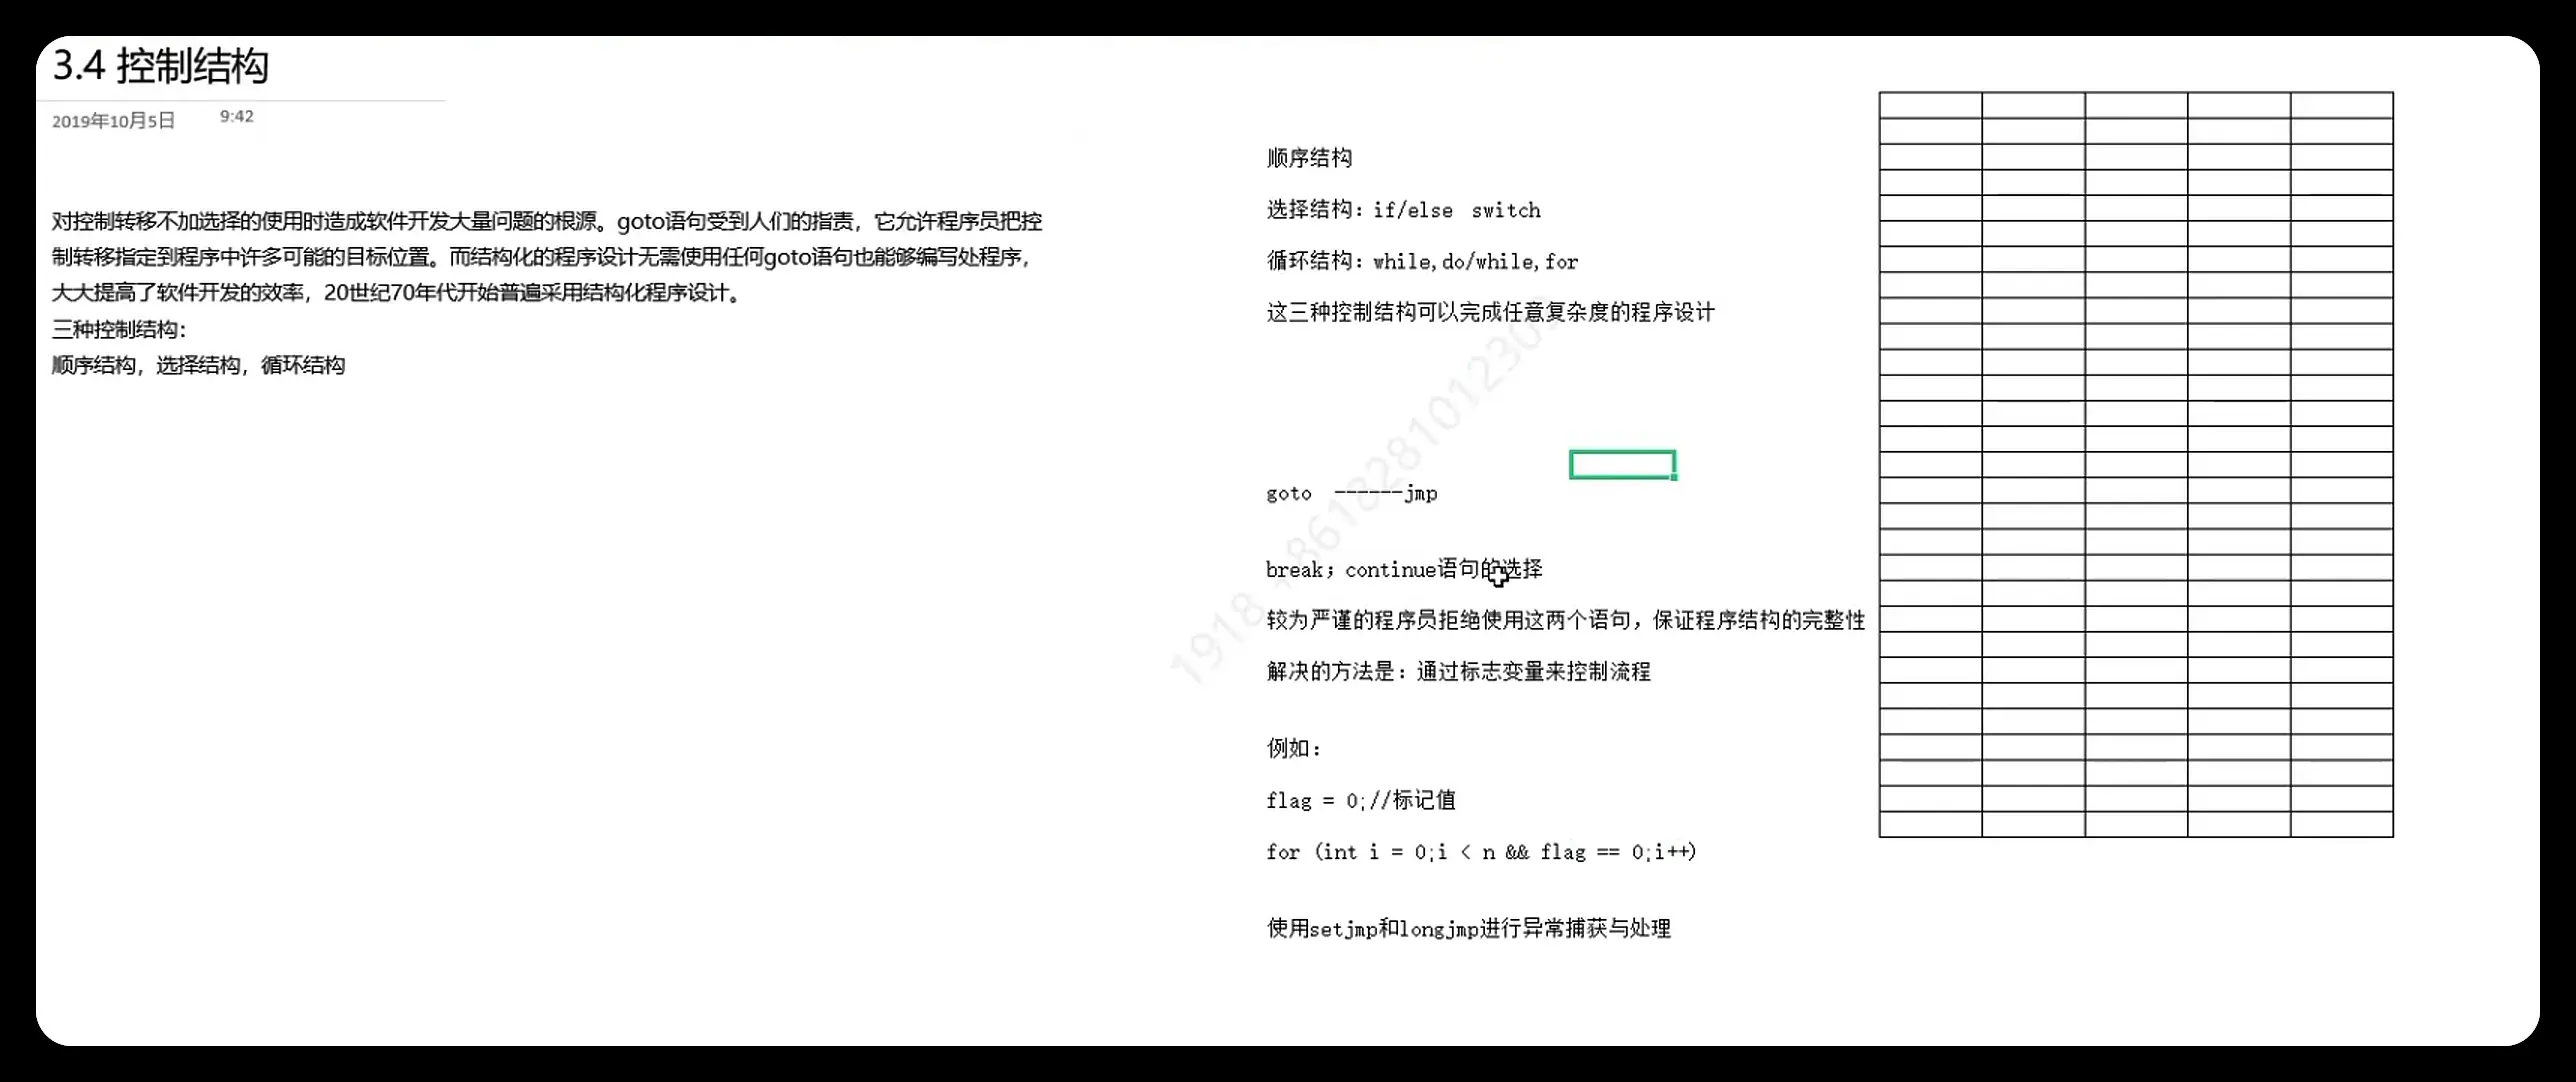 3.4 控制结构
2019年10月5日 9:42
对控制转移不加选择的使用时造成软件开发大量问题的根源。goto语句受到人们的指责，它允许程序员把控
制转移指定到程序中许多可能的目标位置。而结构化的程序设计无需使用任何goto语句也能够编写处程序，
大大提高了软件开发的效率，20世纪70年代开始普遍采用结构化程序设计。
三种控制结构：
顺序结构，选择结构，循环结构
顺序结构
选择结构：if/else switch
循环结构：while,do/while,for
这三种控制结构可以完成任意复杂度的程序设计
goto ------jmp
break；continue语句的选择
较为严谨的程序员拒绝使用这两个语句，保证程序结构的完整性
解决的方法是：通过标志变量来控制流程
例如：
flag = 0;//标记值
for (int i = 0;i < n && flag == 0;i++)
使用setjmp和longjmp进行异常捕获与处理